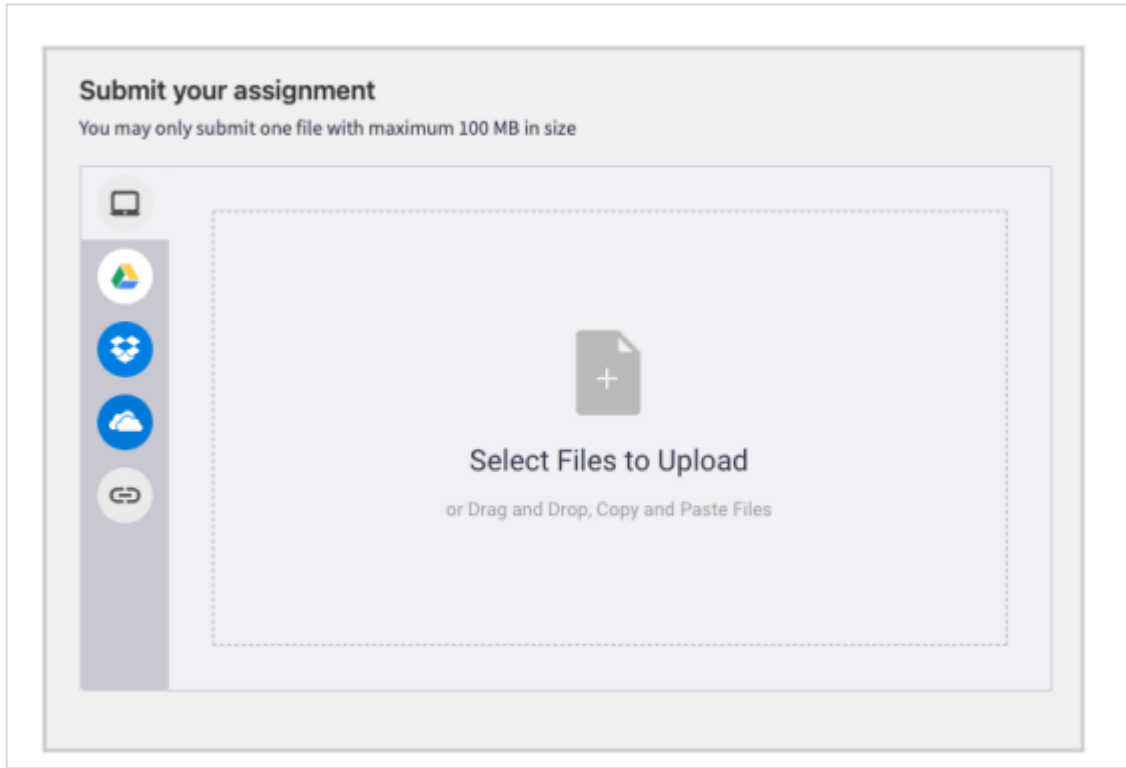 Submit your assignment
You may only submit one file with maximum 100 MB in size
Select Files to Upload
or Drag and Drop, Copy and Paste Files